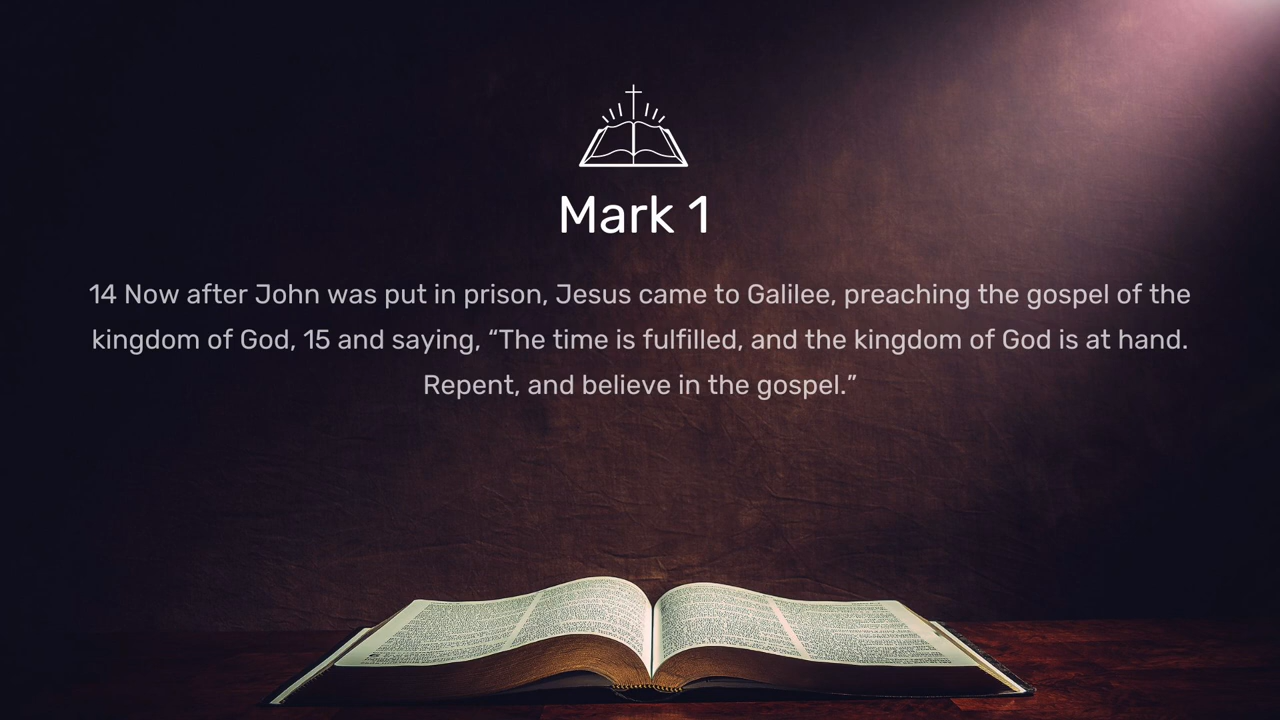 Mark 1
14 Now after John was put in prison, Jesus came to Galilee, preaching the gospel of the
kingdom of God, 15 and saying, “The time is fulfilled, and the kingdom of God is at hand.
Repent, and believe in the gospel.”